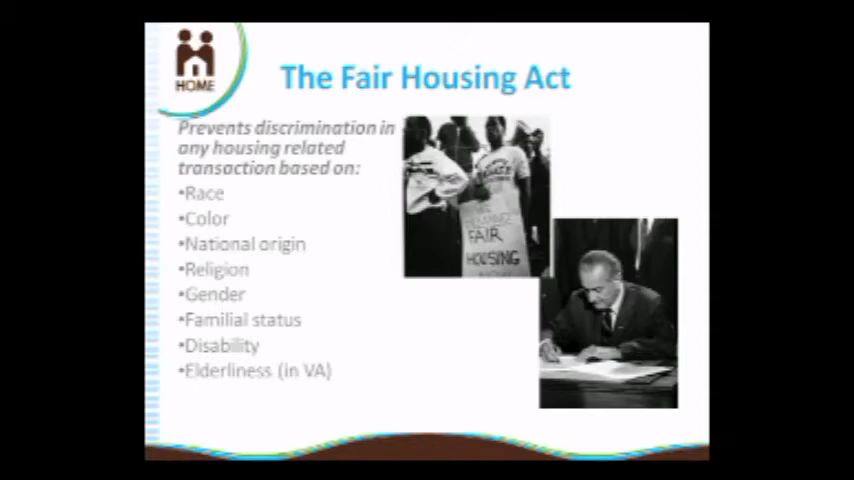 HOME
The Fair Housing Act
Prevents discrimination in
any housing related
transaction based on:
•Race
•Color
•National origin
•Religion
•Gender
•Familial status
•Disability
•Elderliness (in VA)
FAIR
HOUSING